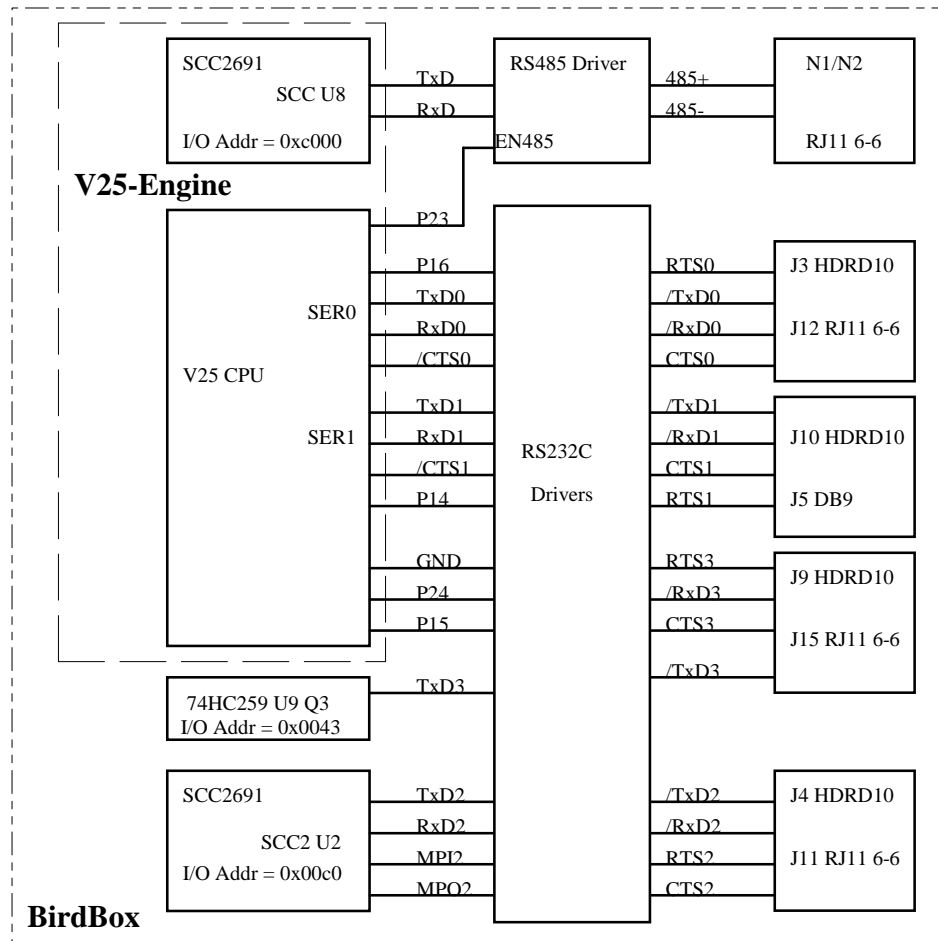 SCC2691
SCC U8
I/O Addr = 0xc000
TxD
RxD
RS485 Driver
EN485
485+
485-
N1/N2
RJ11 6-6
V25-Engine
V25 CPU
SER0
SER1
P23
P16
TxD0
RxD0
/CTS0
TxD1
RxD1
/CTS1
P14
GND
P24
P15
RS232C
Drivers
RTS0
/TxD0
/RxD0
CTS0
J3 HDRD10
J12 RJ11 6-6
/TxD1
/RxD1
CTS1
RTS1
J10 HDRD10
J5 DB9
RTS3
/RxD3
CTS3
/TxD3
J9 HDRD10
J15 RJ11 6-6
74HC259 U9 Q3
I/O Addr = 0x0043
TxD3
SCC2691
SCC2 U2
I/O Addr = 0x00c0
TxD2
RxD2
MPI2
MPO2
/TxD2
/RxD2
RTS2
CTS2
J4 HDRD10
J11 RJ11 6-6
BirdBox